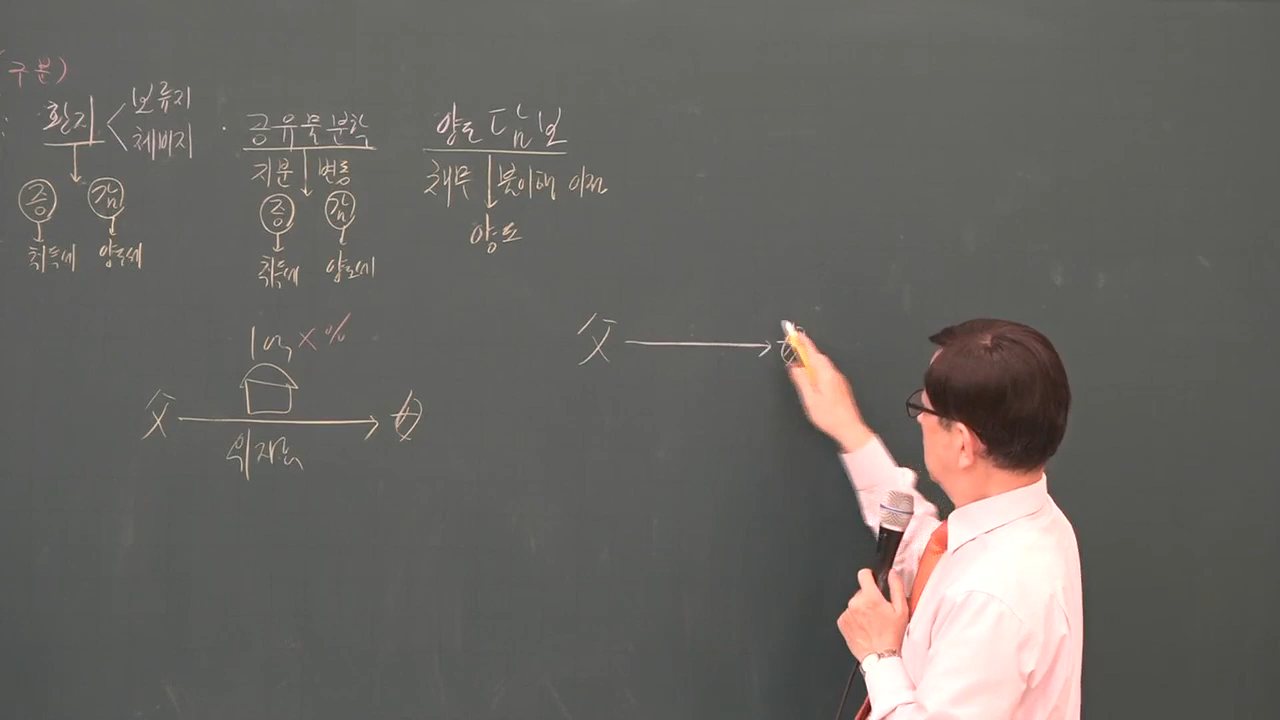 구분)
환지 < 보류지
체비지
증 감
취득세 양도세
· 공유물분할
지분 변동
증 감
취득세 양도세
양도담보
채무 불이행 이전
양도
1억 × %
父 → 母
위자료
父 →